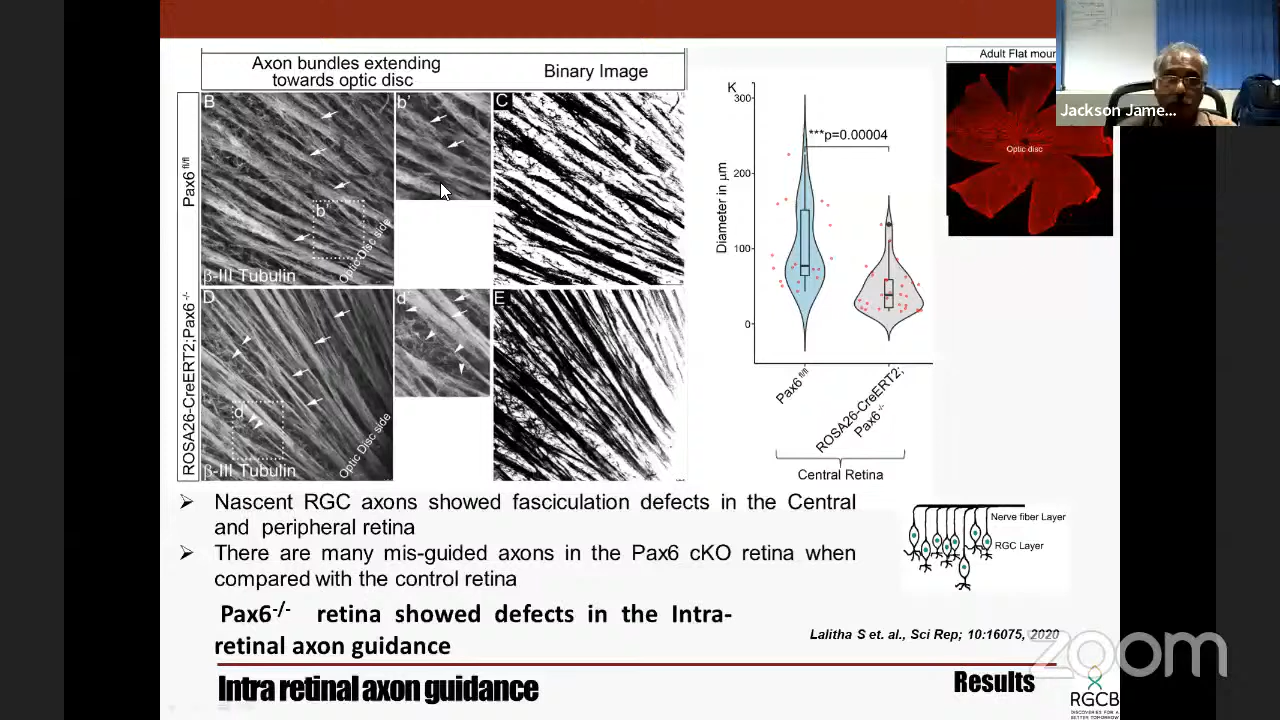 Axon bundles extending
towards optic disc
Binary Image
Pax6 fl/fl
B
b'
C
b'
Optic Disc side
β-III Tubulin
ROSA26-CreERT2;Pax6-/-
D
d'
E
d'
Optic Disc side
β-III Tubulin
K
300
200
100
0
Diameter in μm
***p=0.00004
Pax6 fl/fl
ROSA26-CreERT2;
Pax6-/-
Central Retina
Adult Flat moun
Optic disc
Jackson Jame...
Nerve fiber Layer
RGC Layer
➢ Nascent RGC axons showed fasciculation defects in the Central
and peripheral retina
➢ There are many mis-guided axons in the Pax6 cKO retina when
compared with the control retina
Pax6-/- retina showed defects in the Intra-
retinal axon guidance
Lalitha S et. al., Sci Rep; 10:16075, 2020
zoom
Intra retinal axon guidance
Results
RGCB
DISCOVERIES FOR A
BETTER TOMORROW